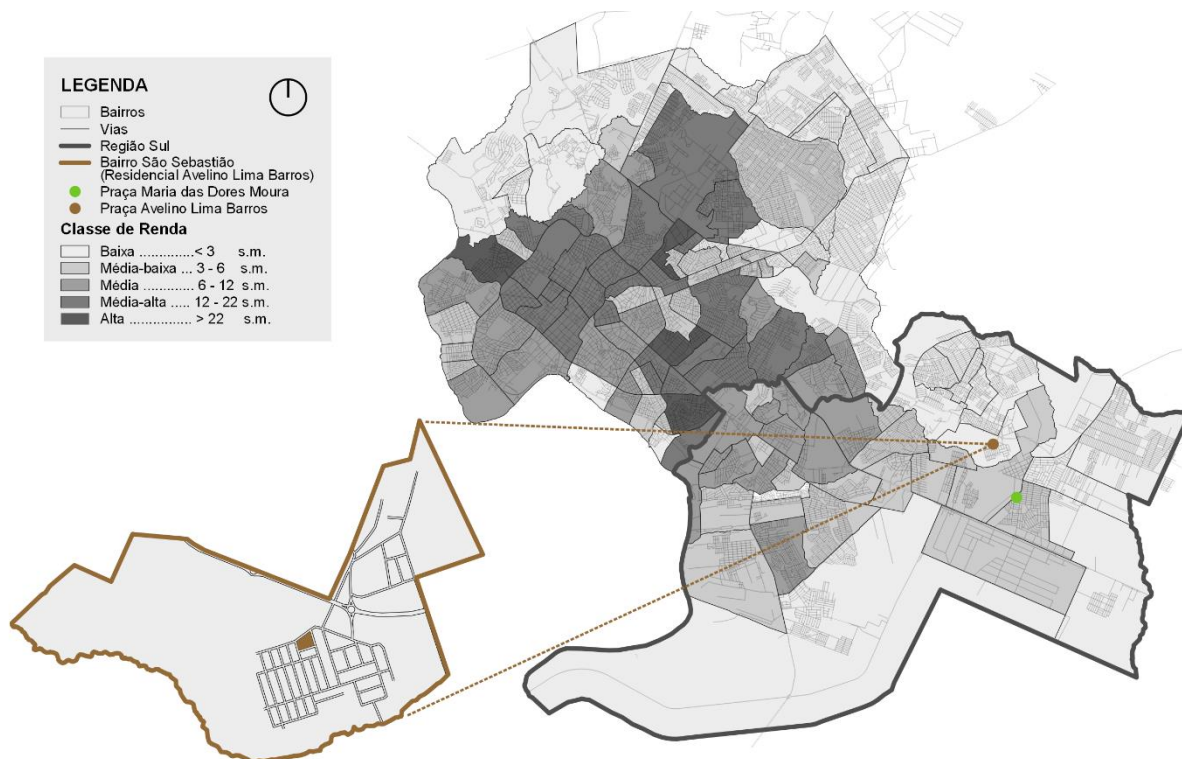 LEGENDA
Bairros
Vias
Região Sul
Bairro São Sebastião
(Residencial Avelino Lima Barros)
Praça Maria das Dores Moura
Praça Avelino Lima Barros
Classe de Renda
Baixa ..............< 3 s.m.
Média-baixa ... 3 - 6 s.m.
Média ............. 6 - 12 s.m.
Média-alta ..... 12 - 22 s.m.
Alta ................ > 22 s.m.